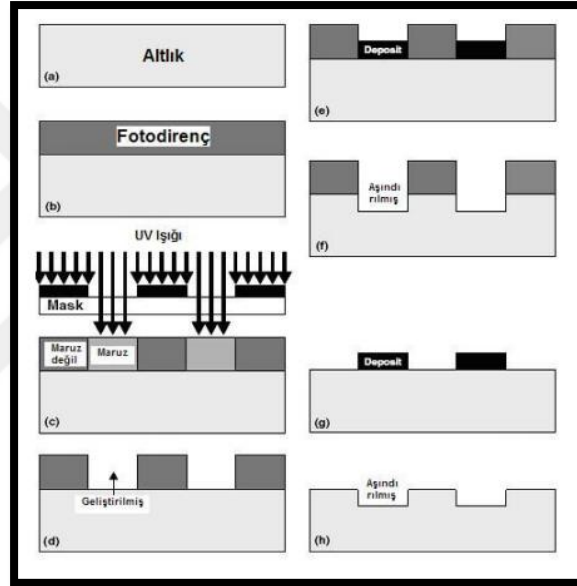 Altlık
(a)
Fotodirenç
(b)
UV Işığı
Mask
Maruz
değil
Maruz
(c)
Geliştirilmiş
(d)
Deposit
(e)
Aşındı
rılmış
(f)
Deposit
(g)
Aşındı
rılmış
(h)